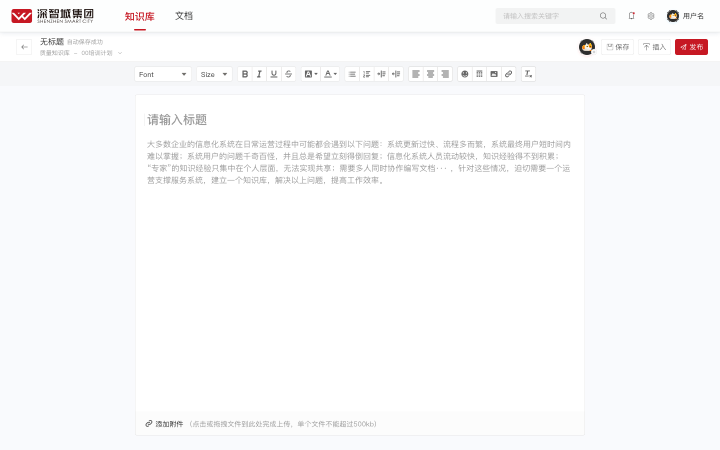 深智城集团
SHENZHEN SMART CITY
知识库
文档
请输入搜索关键字
用户名
无标题 自动保存成功
质量知识库 – 00培训计划
保存
插入
发布
Font
Size
请输入标题
大多数企业的信息化系统在日常运营过程中可能都会遇到以下问题：系统更新过快、流程多而繁，系统最终用户短时间内
难以掌握；系统用户的问题千奇百怪，并且总是希望立刻得倒回复；信息化系统人员流动较快，知识经验得不到积累；
“专家”的知识经验只集中在个人层面，无法实现共享；需要多人同时协作编写文档···，针对这些情况，迫切需要一个运
营支撑服务系统，建立一个知识库，解决以上问题，提高工作效率。
添加附件 （点击或拖拽文件到此处完成上传，单个文件不能超过500kb）